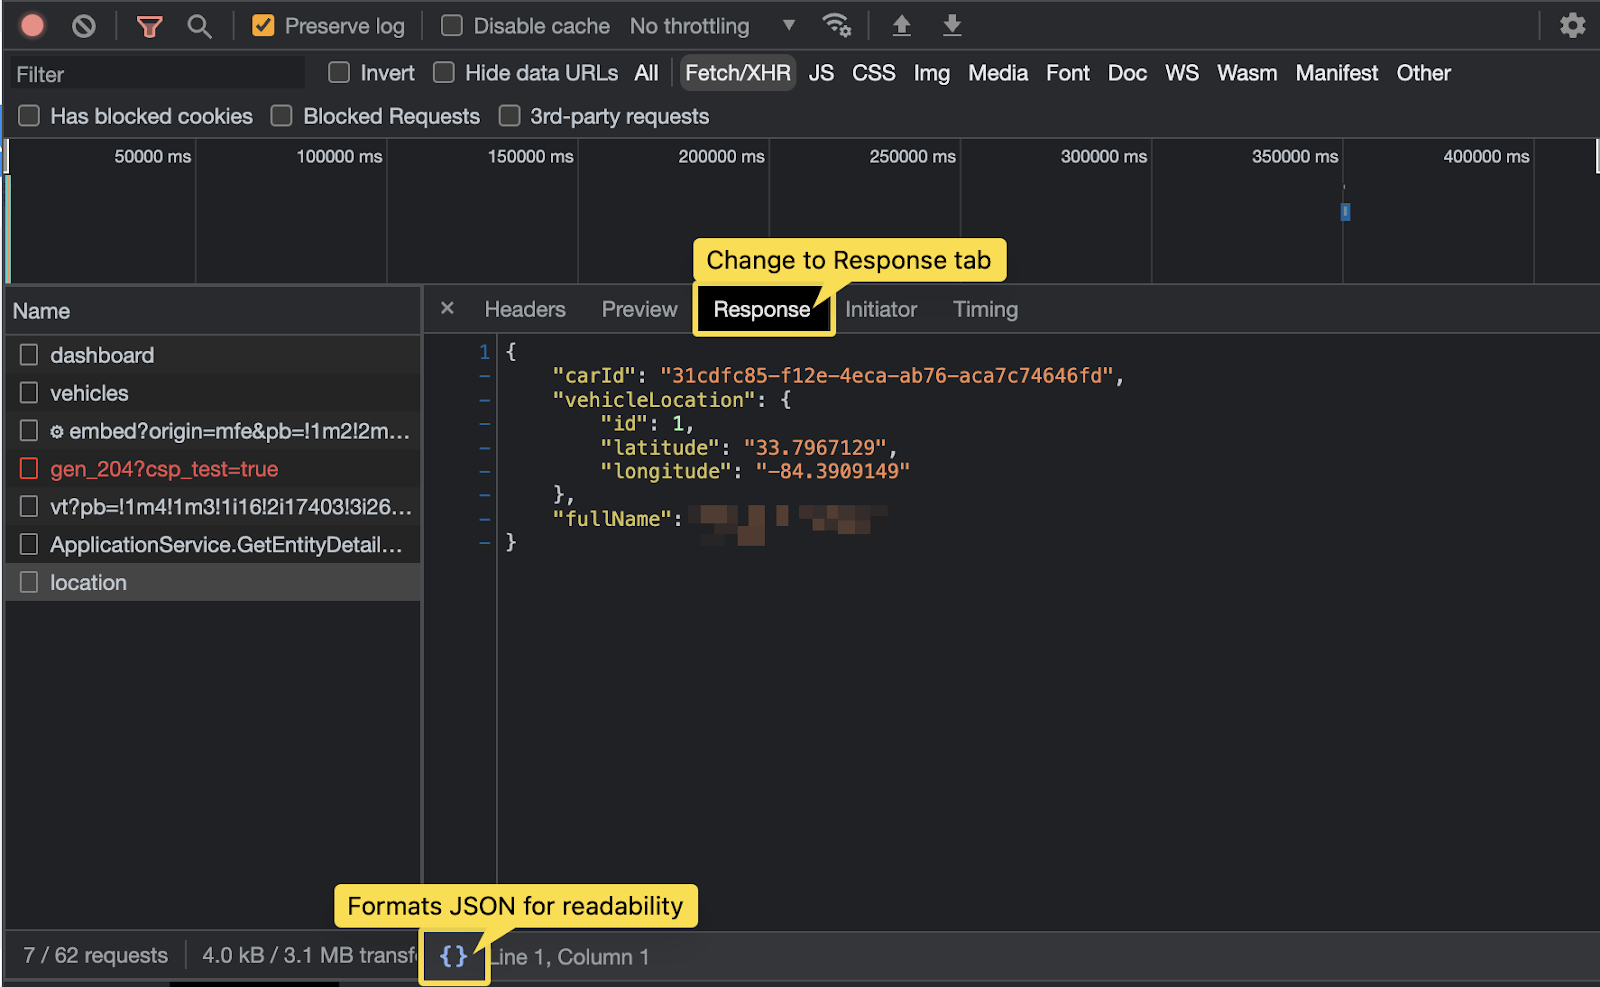 Preserve log Disable cache No throttling
Filter Invert Hide data URLs All Fetch/XHR JS CSS Img Media Font Doc WS Wasm Manifest Other
Has blocked cookies Blocked Requests 3rd-party requests
50000 ms 100000 ms 150000 ms 200000 ms 250000 ms 300000 ms 350000 ms 400000 ms
Change to Response tab
Name
× Headers Preview Response Initiator Timing
dashboard
vehicles
embed?origin=mfe&pb=!1m2!2m...
gen_204?csp_test=true
vt?pb=!1m4!1m3!1i16!2i17403!3i26...
ApplicationService.GetEntityDetail...
location
1 {
– "carId": "31cdfc85-f12e-4eca-ab76-aca7c74646fd",
– "vehicleLocation": {
– "id": 1,
– "latitude": "33.7967129",
– "longitude": "-84.3909149"
– },
– "fullName":
– }
Formats JSON for readability
7 / 62 requests 4.0 kB / 3.1 MB transf {} Line 1, Column 1